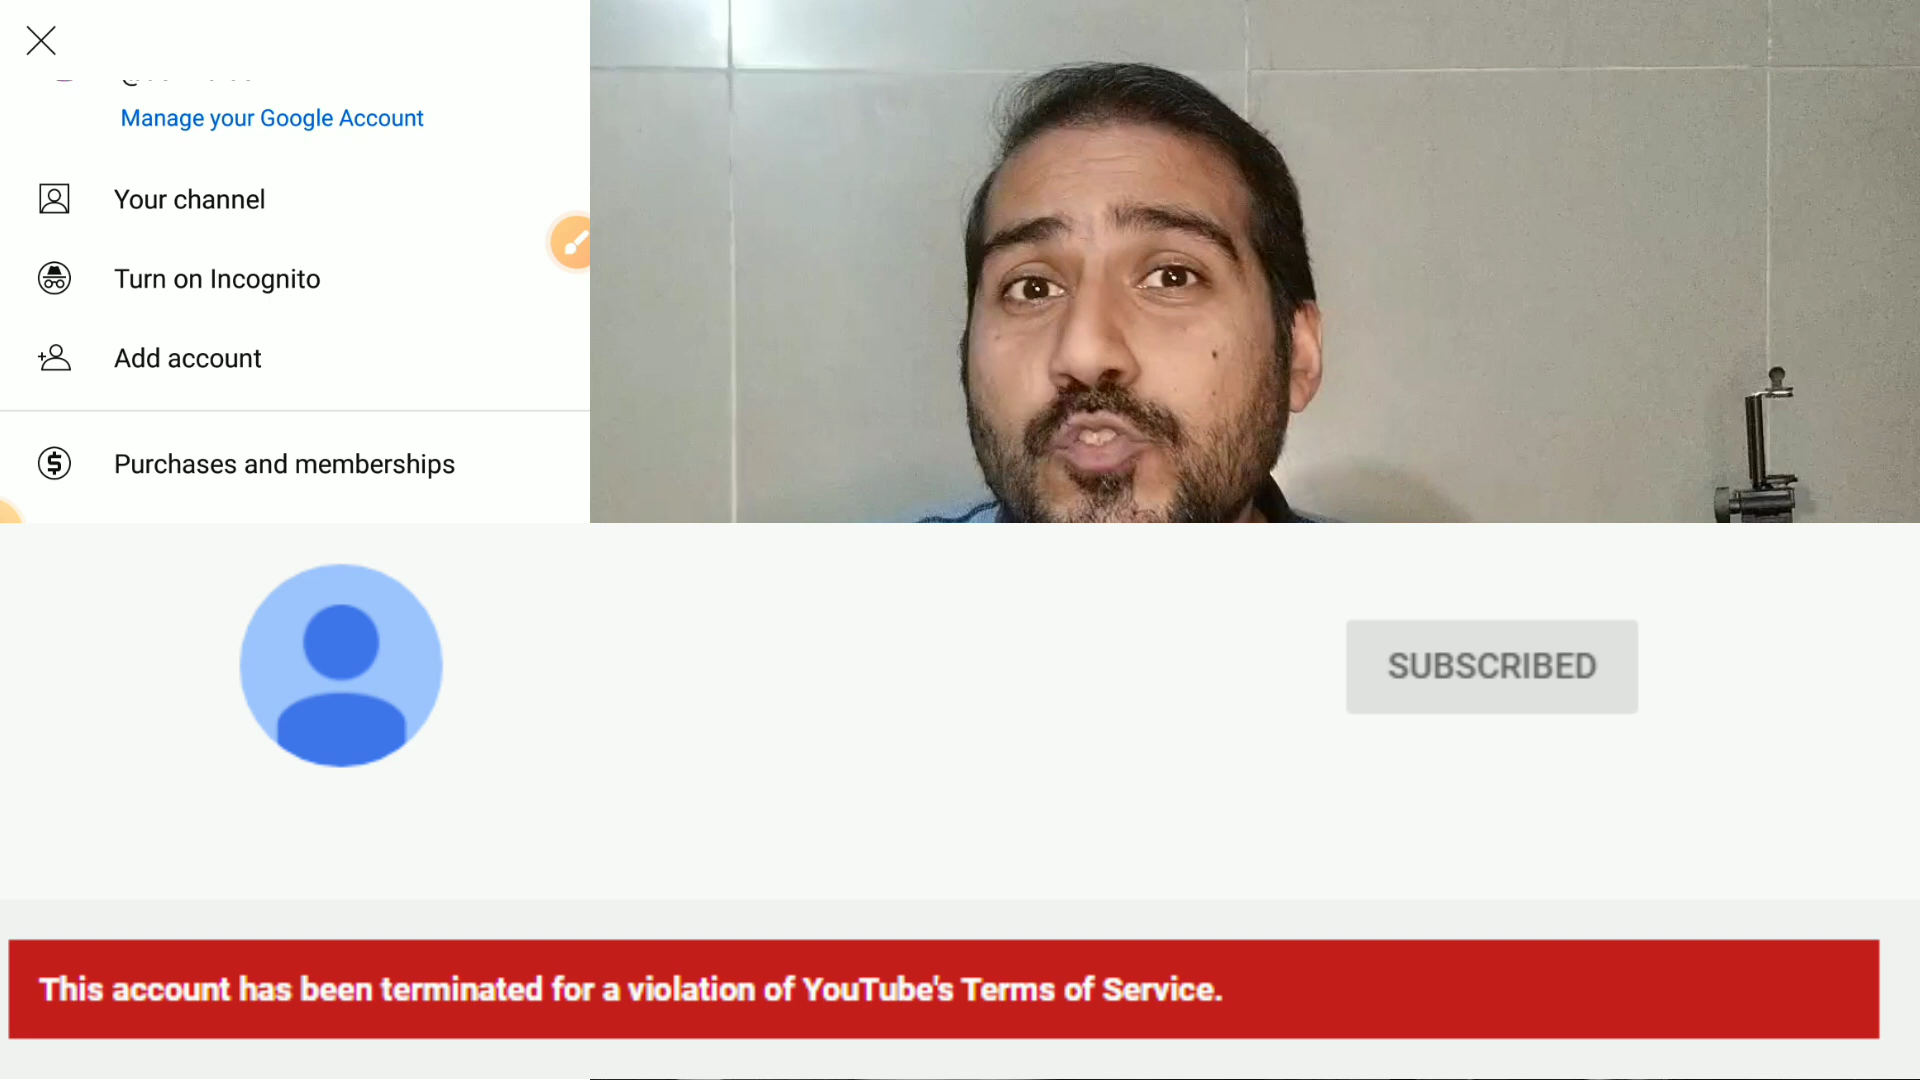 Manage your Google Account
Your channel
Turn on Incognito
Add account
Purchases and memberships
SUBSCRIBED
This account has been terminated for a violation of YouTube's Terms of Service.